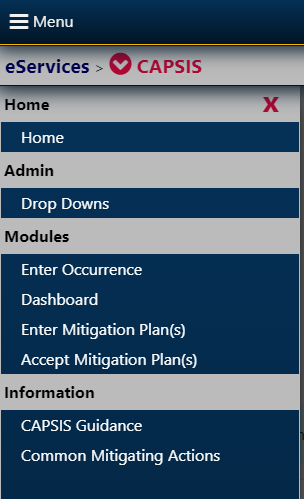 Menu
eServices > CAPSIS
Home X
Home
Admin
Drop Downs
Modules
Enter Occurrence
Dashboard
Enter Mitigation Plan(s)
Accept Mitigation Plan(s)
Information
CAPSIS Guidance
Common Mitigating Actions